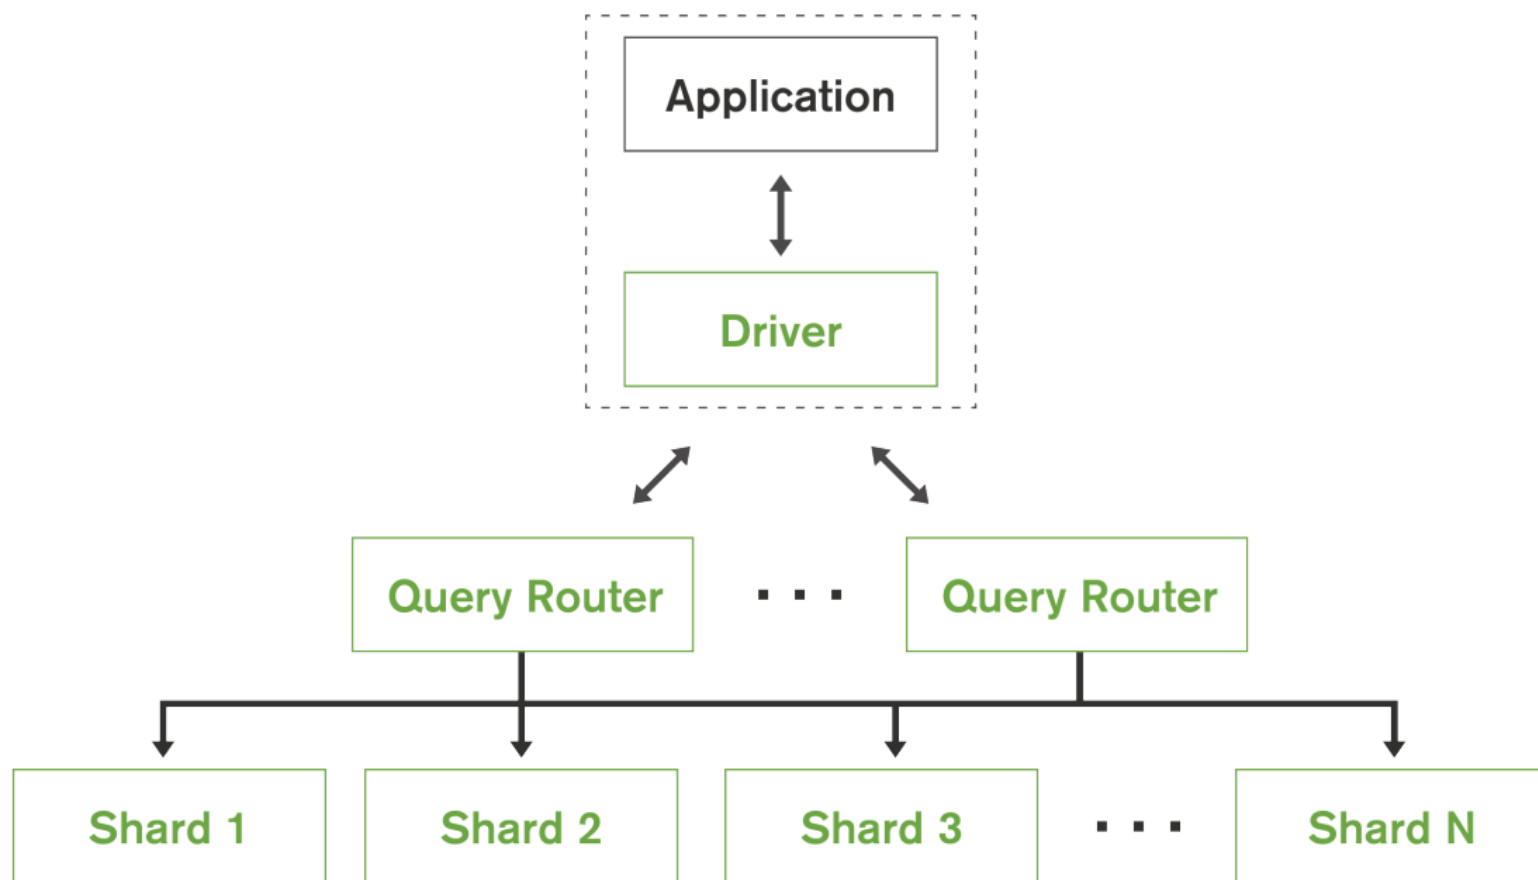 Application
Driver
Query Router ... Query Router
Shard 1 Shard 2 Shard 3 ... Shard N